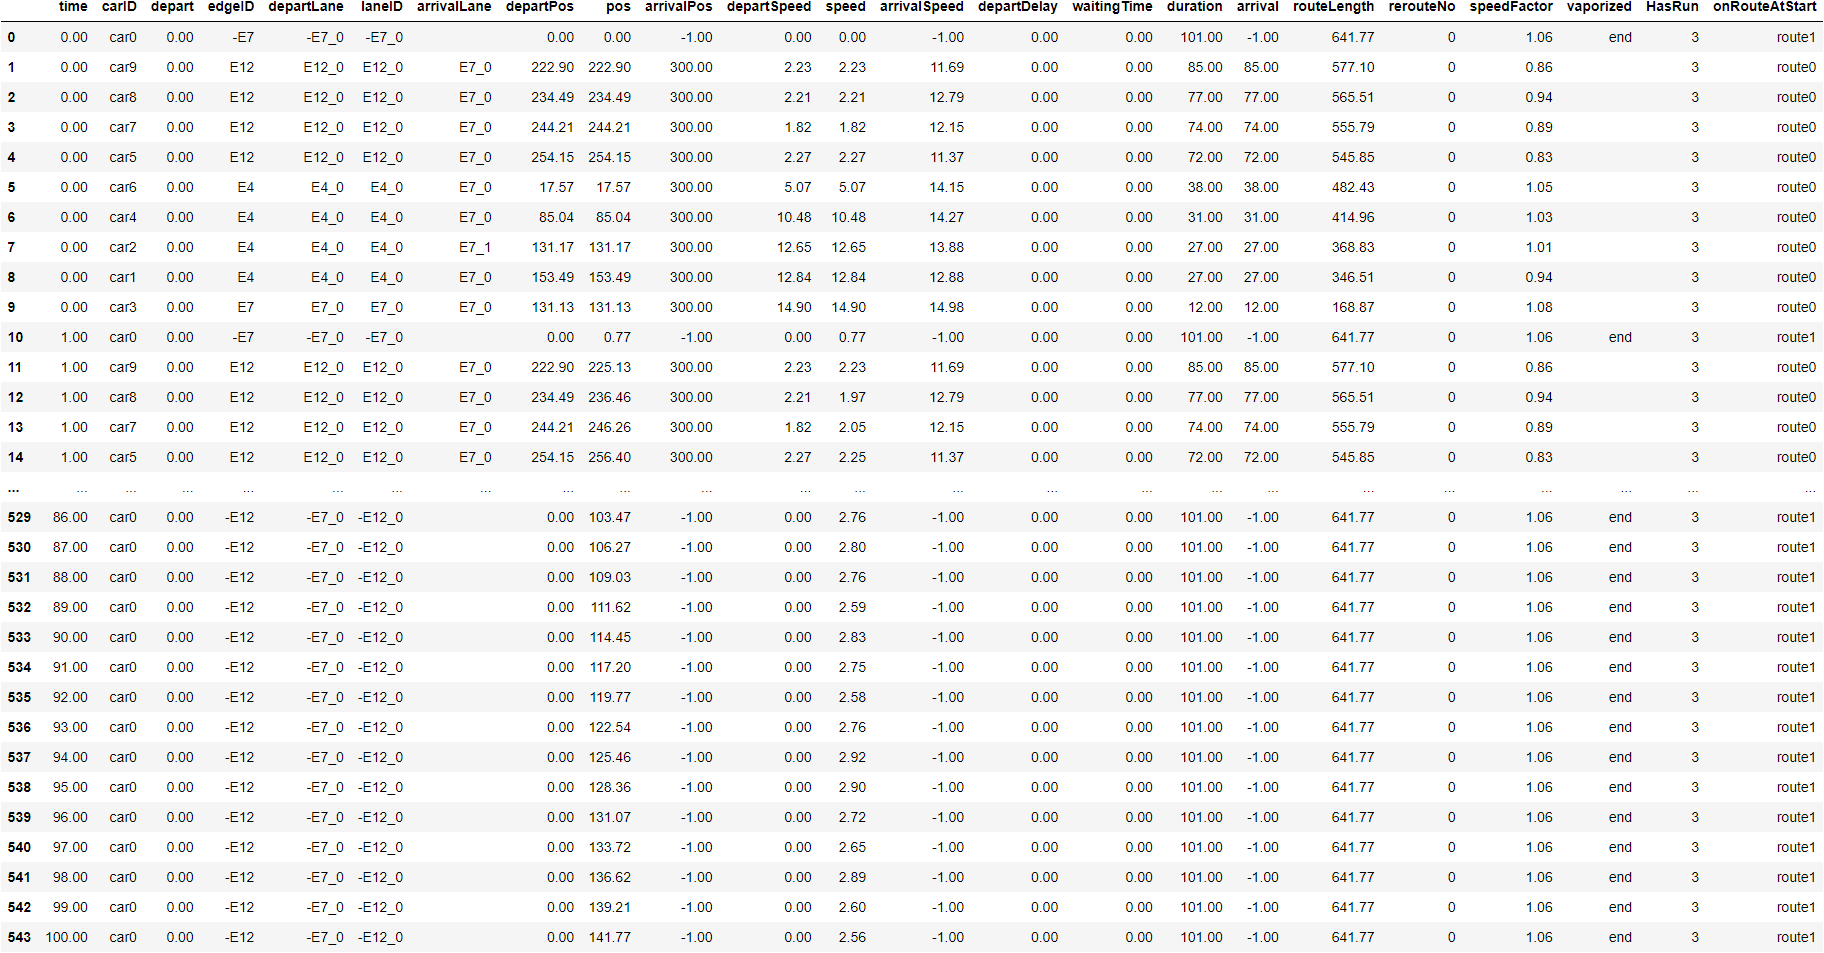 time carID depart edgeID departLane laneID arrivalLane departPos pos arrivalPos departSpeed speed arrivalSpeed departDelay waitingTime duration arrival routeLength rerouteNo speedFactor vaporized HasRun onRouteAtStart
0 0.00 car0 0.00 -E7 -E7_0 -E7_0 0.00 0.00 -1.00 0.00 0.00 -1.00 0.00 0.00 101.00 -1.00 641.77 0 1.06 end 3 route1
1 0.00 car9 0.00 E12 E12_0 E12_0 E7_0 222.90 222.90 300.00 2.23 2.23 11.69 0.00 0.00 85.00 85.00 577.10 0 0.86 3 route0
2 0.00 car8 0.00 E12 E12_0 E12_0 E7_0 234.49 234.49 300.00 2.21 2.21 12.79 0.00 0.00 77.00 77.00 565.51 0 0.94 3 route0
3 0.00 car7 0.00 E12 E12_0 E12_0 E7_0 244.21 244.21 300.00 1.82 1.82 12.15 0.00 0.00 74.00 74.00 555.79 0 0.89 3 route0
4 0.00 car5 0.00 E12 E12_0 E12_0 E7_0 254.15 254.15 300.00 2.27 2.27 11.37 0.00 0.00 72.00 72.00 545.85 0 0.83 3 route0
5 0.00 car6 0.00 E4 E4_0 E4_0 E7_0 17.57 17.57 300.00 5.07 5.07 14.15 0.00 0.00 38.00 38.00 482.43 0 1.05 3 route0
6 0.00 car4 0.00 E4 E4_0 E4_0 E7_0 85.04 85.04 300.00 10.48 10.48 14.27 0.00 0.00 31.00 31.00 414.96 0 1.03 3 route0
7 0.00 car2 0.00 E4 E4_0 E4_0 E7_1 131.17 131.17 300.00 12.65 12.65 13.88 0.00 0.00 27.00 27.00 368.83 0 1.01 3 route0
8 0.00 car1 0.00 E4 E4_0 E4_0 E7_0 153.49 153.49 300.00 12.84 12.84 12.88 0.00 0.00 27.00 27.00 346.51 0 0.94 3 route0
9 0.00 car3 0.00 E7 E7_0 E7_0 E7_0 131.13 131.13 300.00 14.90 14.90 14.98 0.00 0.00 12.00 12.00 168.87 0 1.08 3 route0
10 1.00 car0 0.00 -E7 -E7_0 -E7_0 0.00 0.77 -1.00 0.00 0.77 -1.00 0.00 0.00 101.00 -1.00 641.77 0 1.06 end 3 route1
11 1.00 car9 0.00 E12 E12_0 E12_0 E7_0 222.90 225.13 300.00 2.23 2.23 11.69 0.00 0.00 85.00 85.00 577.10 0 0.86 3 route0
12 1.00 car8 0.00 E12 E12_0 E12_0 E7_0 234.49 236.46 300.00 2.21 1.97 12.79 0.00 0.00 77.00 77.00 565.51 0 0.94 3 route0
13 1.00 car7 0.00 E12 E12_0 E12_0 E7_0 244.21 246.26 300.00 1.82 2.05 12.15 0.00 0.00 74.00 74.00 555.79 0 0.89 3 route0
14 1.00 car5 0.00 E12 E12_0 E12_0 E7_0 254.15 256.40 300.00 2.27 2.25 11.37 0.00 0.00 72.00 72.00 545.85 0 0.83 3 route0
... ... ... ... ... ... ... ... ... ... ... ... ... ... ... ... ... ... ... ... ... ... ... ...
529 86.00 car0 0.00 -E12 -E7_0 -E12_0 0.00 103.47 -1.00 0.00 2.76 -1.00 0.00 0.00 101.00 -1.00 641.77 0 1.06 end 3 route1
530 87.00 car0 0.00 -E12 -E7_0 -E12_0 0.00 106.27 -1.00 0.00 2.80 -1.00 0.00 0.00 101.00 -1.00 641.77 0 1.06 end 3 route1
531 88.00 car0 0.00 -E12 -E7_0 -E12_0 0.00 109.03 -1.00 0.00 2.76 -1.00 0.00 0.00 101.00 -1.00 641.77 0 1.06 end 3 route1
532 89.00 car0 0.00 -E12 -E7_0 -E12_0 0.00 111.62 -1.00 0.00 2.59 -1.00 0.00 0.00 101.00 -1.00 641.77 0 1.06 end 3 route1
533 90.00 car0 0.00 -E12 -E7_0 -E12_0 0.00 114.45 -1.00 0.00 2.83 -1.00 0.00 0.00 101.00 -1.00 641.77 0 1.06 end 3 route1
534 91.00 car0 0.00 -E12 -E7_0 -E12_0 0.00 117.20 -1.00 0.00 2.75 -1.00 0.00 0.00 101.00 -1.00 641.77 0 1.06 end 3 route1
535 92.00 car0 0.00 -E12 -E7_0 -E12_0 0.00 119.77 -1.00 0.00 2.58 -1.00 0.00 0.00 101.00 -1.00 641.77 0 1.06 end 3 route1
536 93.00 car0 0.00 -E12 -E7_0 -E12_0 0.00 122.54 -1.00 0.00 2.76 -1.00 0.00 0.00 101.00 -1.00 641.77 0 1.06 end 3 route1
537 94.00 car0 0.00 -E12 -E7_0 -E12_0 0.00 125.46 -1.00 0.00 2.92 -1.00 0.00 0.00 101.00 -1.00 641.77 0 1.06 end 3 route1
538 95.00 car0 0.00 -E12 -E7_0 -E12_0 0.00 128.36 -1.00 0.00 2.90 -1.00 0.00 0.00 101.00 -1.00 641.77 0 1.06 end 3 route1
539 96.00 car0 0.00 -E12 -E7_0 -E12_0 0.00 131.07 -1.00 0.00 2.72 -1.00 0.00 0.00 101.00 -1.00 641.77 0 1.06 end 3 route1
540 97.00 car0 0.00 -E12 -E7_0 -E12_0 0.00 133.72 -1.00 0.00 2.65 -1.00 0.00 0.00 101.00 -1.00 641.77 0 1.06 end 3 route1
541 98.00 car0 0.00 -E12 -E7_0 -E12_0 0.00 136.62 -1.00 0.00 2.89 -1.00 0.00 0.00 101.00 -1.00 641.77 0 1.06 end 3 route1
542 99.00 car0 0.00 -E12 -E7_0 -E12_0 0.00 139.21 -1.00 0.00 2.60 -1.00 0.00 0.00 101.00 -1.00 641.77 0 1.06 end 3 route1
543 100.00 car0 0.00 -E12 -E7_0 -E12_0 0.00 141.77 -1.00 0.00 2.56 -1.00 0.00 0.00 101.00 -1.00 641.77 0 1.06 end 3 route1